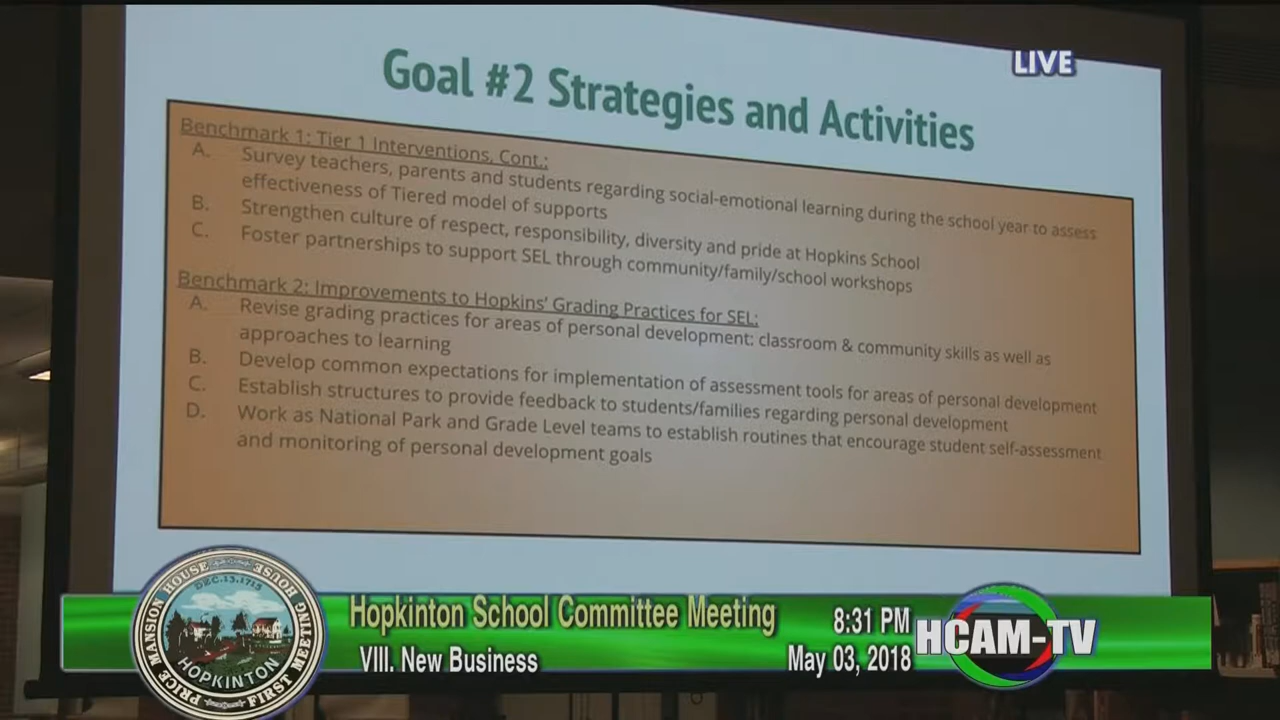 LIVE
Goal #2 Strategies and Activities
Benchmark 1: Tier 1 Interventions, Cont.:
A. Survey teachers, parents and students regarding social-emotional learning during the school year to assess
effectiveness of Tiered model of supports
B. Strengthen culture of respect, responsibility, diversity and pride at Hopkins School
C. Foster partnerships to support SEL through community/family/school workshops
Benchmark 2: Improvements to Hopkins' Grading Practices for SEL:
A. Revise grading practices for areas of personal development: classroom & community skills as well as
approaches to learning
B. Develop common expectations for implementation of assessment tools for areas of personal development
C. Establish structures to provide feedback to students/families regarding personal development
D. Work as National Park and Grade Level teams to establish routines that encourage student self-assessment
and monitoring of personal development goals
PRICE MANSION HOUSE FIRST MEETING HOUSE
DEC.13.1715
HOPKINTON
Hopkinton School Committee Meeting
VIII. New Business
8:31 PM
May 03, 2018
HCAM-TV